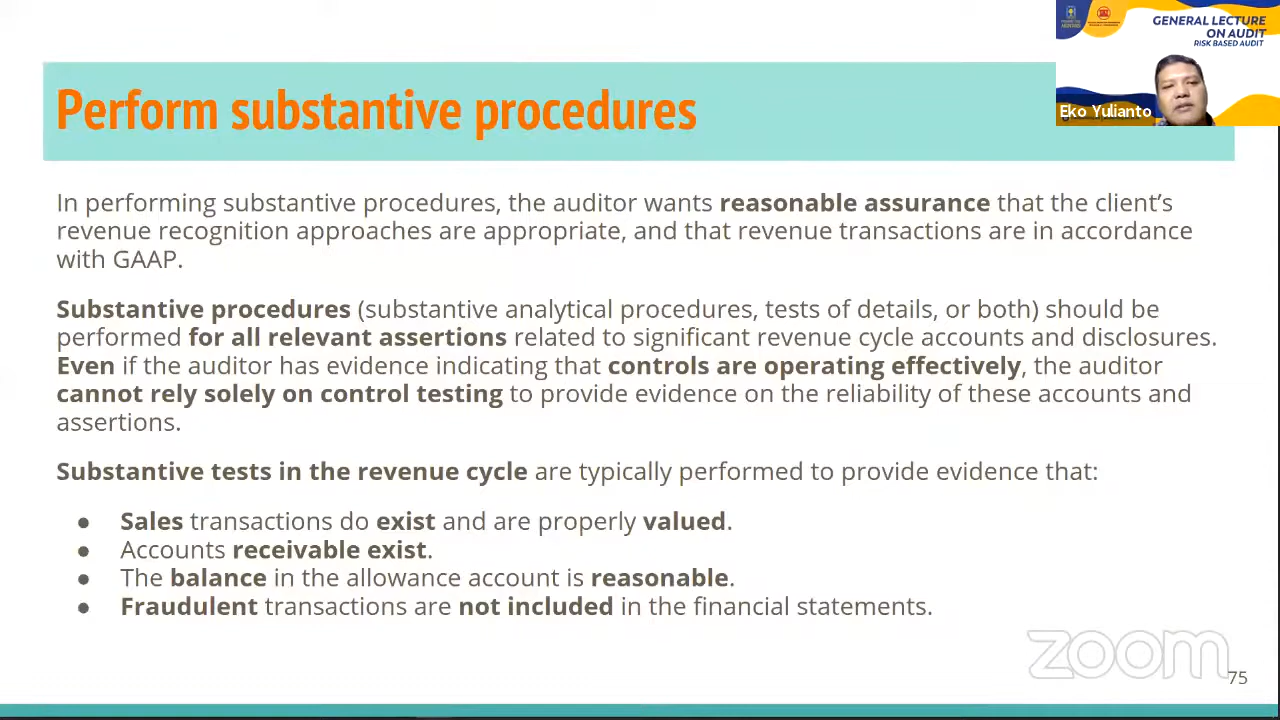 GENERAL LECTURE
ON AUDIT
RISK BASED AUDIT
Eko Yulianto
Perform substantive procedures
In performing substantive procedures, the auditor wants reasonable assurance that the client’s
revenue recognition approaches are appropriate, and that revenue transactions are in accordance
with GAAP.
Substantive procedures (substantive analytical procedures, tests of details, or both) should be
performed for all relevant assertions related to significant revenue cycle accounts and disclosures.
Even if the auditor has evidence indicating that controls are operating effectively, the auditor
cannot rely solely on control testing to provide evidence on the reliability of these accounts and
assertions.
Substantive tests in the revenue cycle are typically performed to provide evidence that:
● Sales transactions do exist and are properly valued.
● Accounts receivable exist.
● The balance in the allowance account is reasonable.
● Fraudulent transactions are not included in the financial statements.
zoom
75